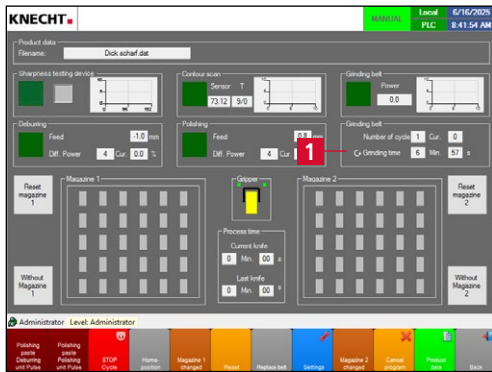 KNECHT
MANUAL
Local
6/16/2025
PLC
8:41:54 AM
Product data
Filename:
Dick scharf.dat
Sharpness testing device
Contour scan
Sensor T
73.12 9/0
Grinding belt
Power
0.0
Deburring
Feed -1.0 mm
Diff. Power 4 Cur. 0.0 %
Polishing
Feed 0.8 mm
Diff. Power 4 Cur.
1
Grinding belt
Number of cycle 1 Cur. 0
Grinding time 6 Min. 57 s
Reset magazine 1
Magazine 1
Gripper
Magazine 2
Reset magazine 2
Process time
Current knife
0 Min. 00 s
Last knife
0 Min. 00 s
Without Magazine 1
Without Magazine 2
Administrator Level: Administrator
Polishing paste Deburring unit Pulse
Polishing paste Polishing unit Pulse
STOP Cycle
Home-position
Magazine 1 changed
Reset
Replace belt
Settings
Magazine 2 changed
Cancel program
Product data
Back